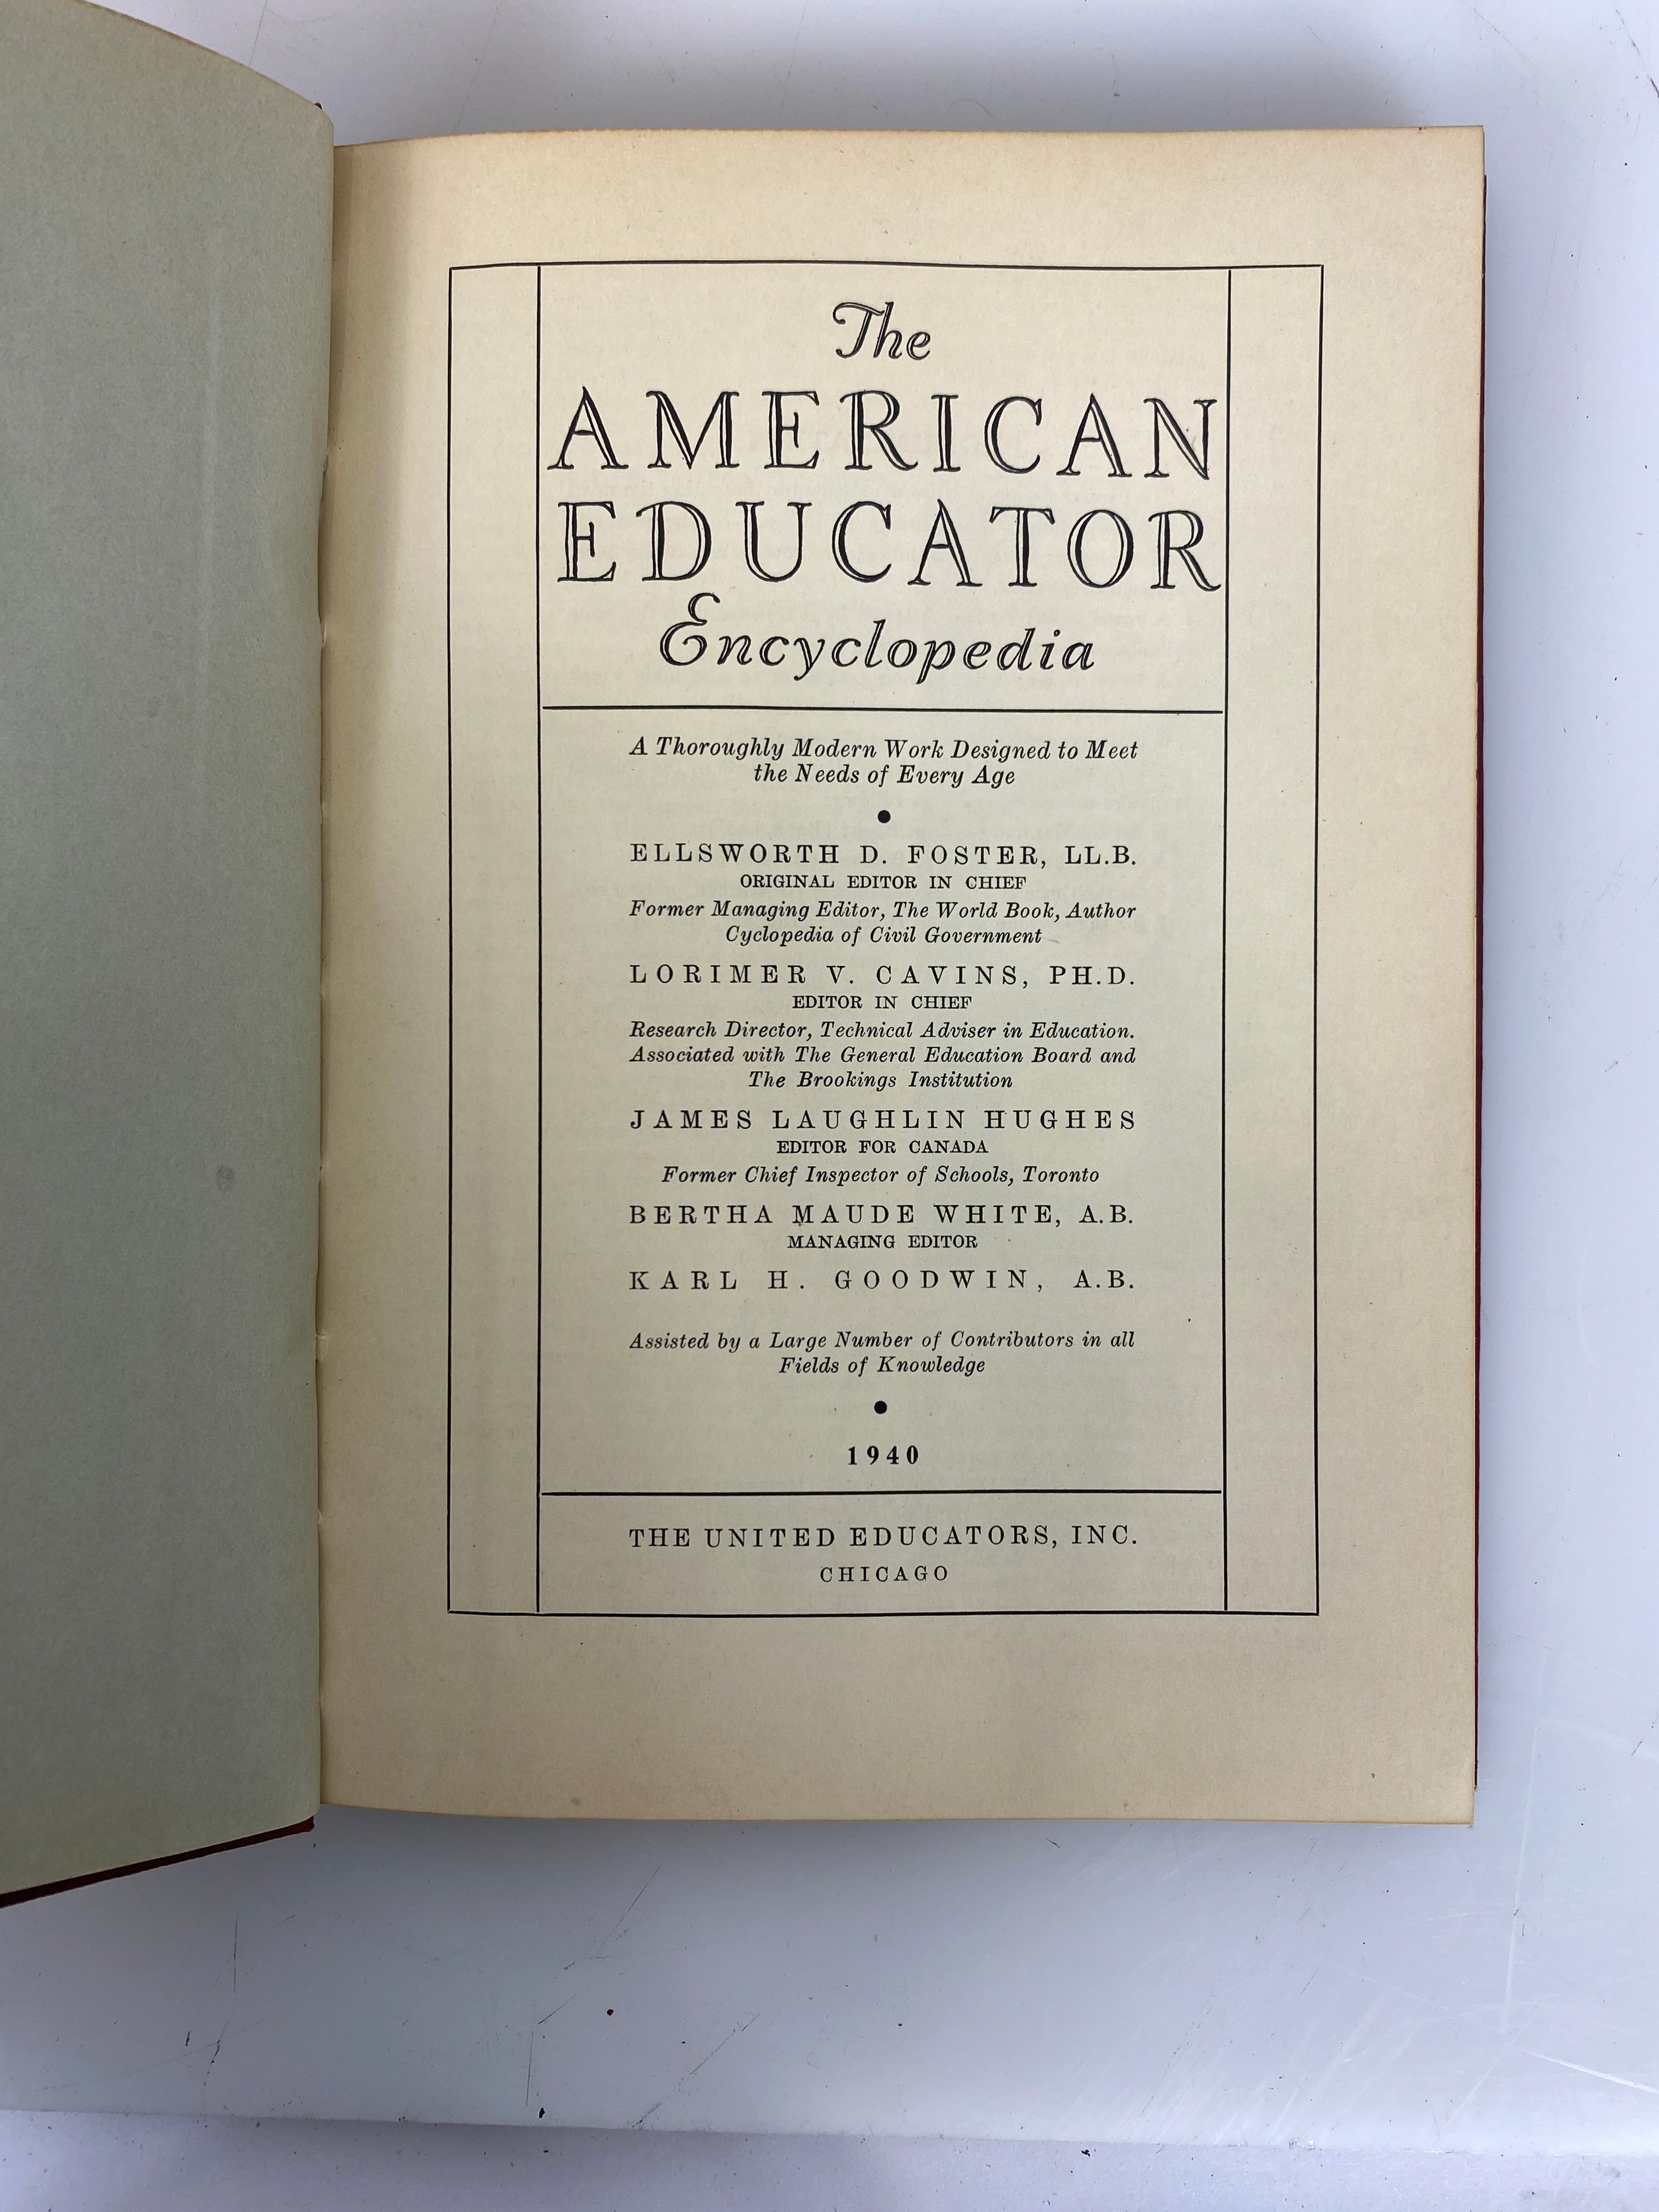 The
AMERICAN
EDUCATOR
Encyclopedia
A Thoroughly Modern Work Designed to Meet
the Needs of Every Age
●
ELLSWORTH D. FOSTER, LL.B.
ORIGINAL EDITOR IN CHIEF
Former Managing Editor, The World Book, Author
Cyclopedia of Civil Government
LORIMER V. CAVINS, PH.D.
EDITOR IN CHIEF
Research Director, Technical Adviser in Education.
Associated with The General Education Board and
The Brookings Institution
JAMES LAUGHLIN HUGHES
EDITOR FOR CANADA
Former Chief Inspector of Schools, Toronto
BERTHA MAUDE WHITE, A.B.
MANAGING EDITOR
KARL H. GOODWIN, A.B.
Assisted by a Large Number of Contributors in all
Fields of Knowledge
●
1940
THE UNITED EDUCATORS, INC.
CHICAGO